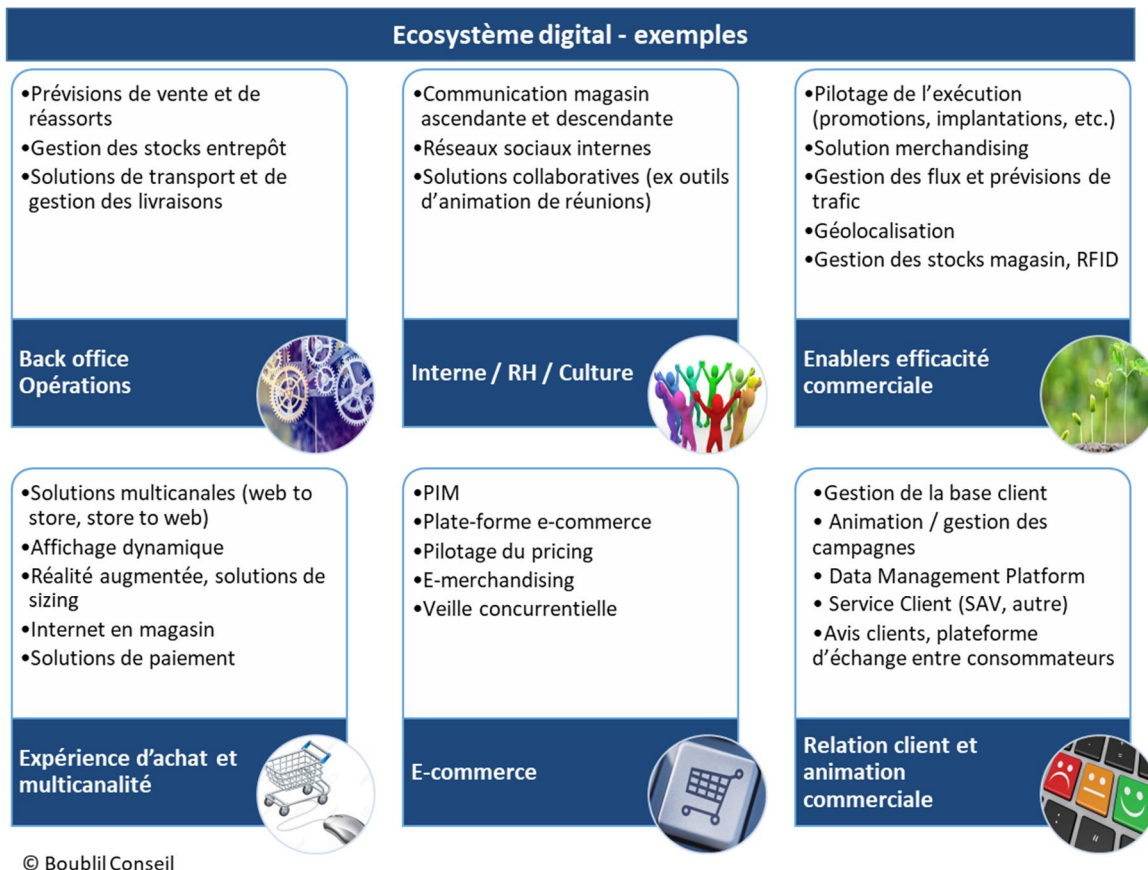 Ecosystème digital - exemples
•Prévisions de vente et de
réassorts
•Gestion des stocks entrepôt
•Solutions de transport et de
gestion des livraisons
Back office
Opérations
•Communication magasin
ascendante et descendante
•Réseaux sociaux internes
•Solutions collaboratives (ex outils
d’animation de réunions)
Interne / RH / Culture
•Pilotage de l’exécution
(promotions, implantations, etc.)
•Solution merchandising
•Gestion des flux et prévisions de
trafic
•Géolocalisation
•Gestion des stocks magasin, RFID
Enablers efficacité
commerciale
•Solutions multicanales (web to
store, store to web)
•Affichage dynamique
•Réalité augmentée, solutions de
sizing
•Internet en magasin
•Solutions de paiement
Expérience d’achat et
multicanalité
•PIM
•Plate-forme e-commerce
•Pilotage du pricing
•E-merchandising
•Veille concurrentielle
E-commerce
•Gestion de la base client
• Animation / gestion des
campagnes
• Data Management Platform
• Service Client (SAV, autre)
•Avis clients, plateforme
d’échange entre consommateurs
Relation client et
animation
commerciale
© Boublil Conseil